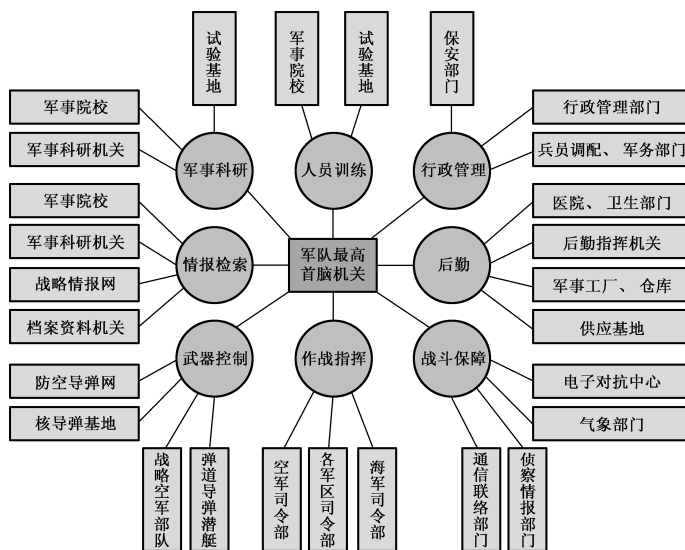 试验基地
军事院校
试验基地
保安部门
军事院校
军事科研机关
军事科研
人员训练
行政管理
行政管理部门
兵员调配、军务部门
军事院校
军事科研机关
战略情报网
档案资料机关
情报检索
军队最高
首脑机关
后勤
医院、卫生部门
后勤指挥机关
军事工厂、仓库
供应基地
防空导弹网
核导弹基地
武器控制
作战指挥
战斗保障
电子对抗中心
气象部门
战略空军部队
弹道导弹潜艇
空军司令部
各军区司令部
海军司令部
通信联络部门
侦察情报部门